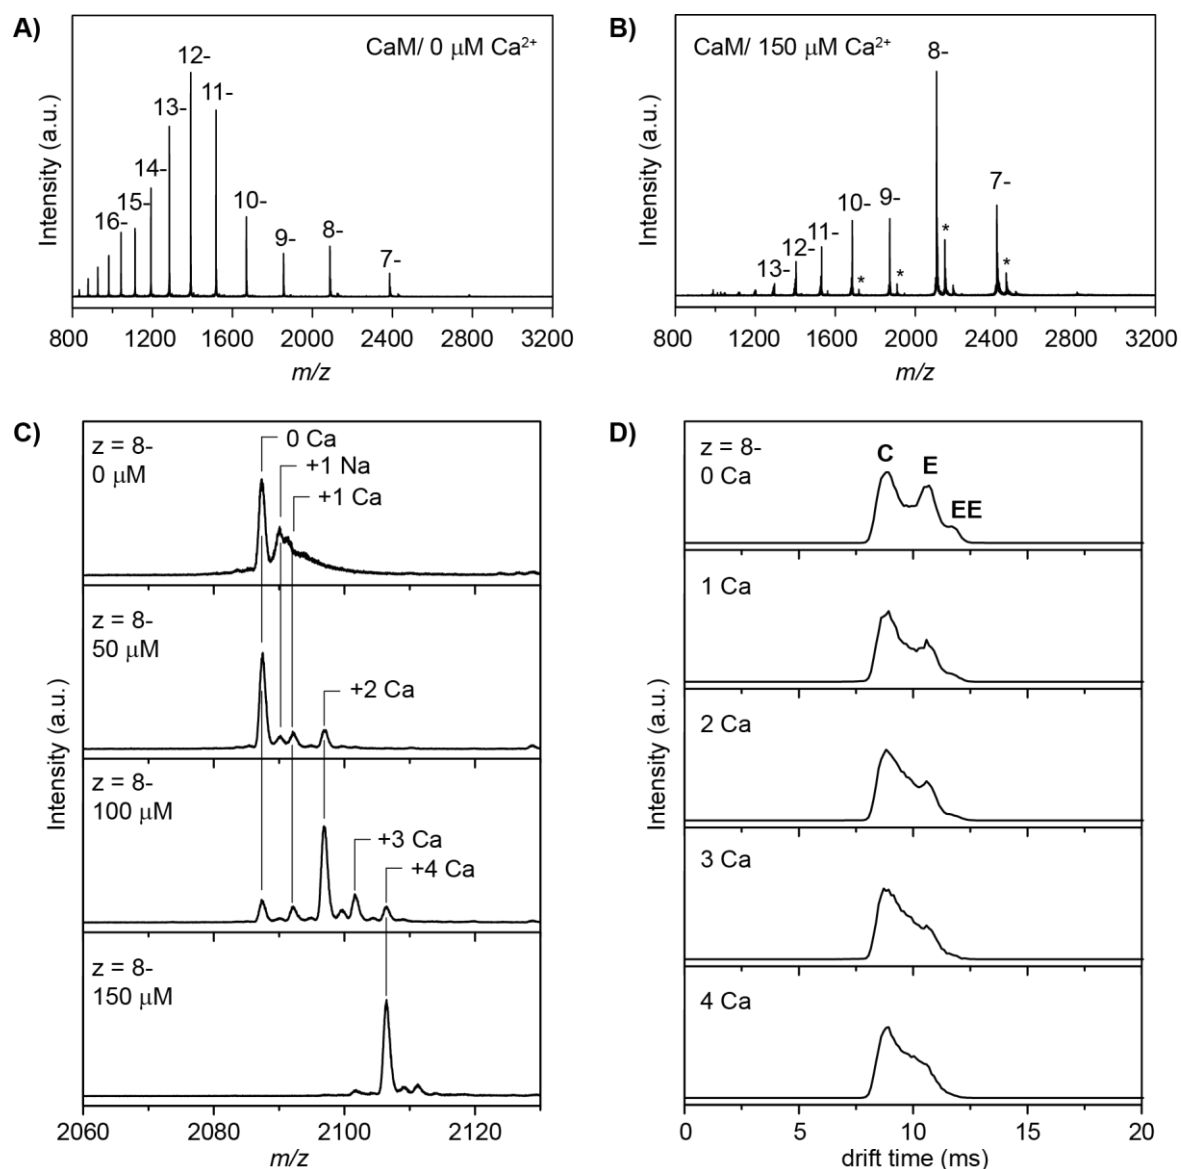 A)
CaM/ 0 μM Ca²⁺
12-
11-
13-
14-
15-
16-
10-
9-
8-
7-
Intensity (a.u.)
800 1200 1600 2000 2400 2800 3200
m/z
B)
CaM/ 150 μM Ca²⁺
8-
7-
9-
10-
11-
12-
13-
* * * *
*
Intensity (a.u.)
800 1200 1600 2000 2400 2800 3200
m/z
C)
z = 8-
0 μM
0 Ca
+1 Na
+1 Ca
z = 8-
50 μM
+2 Ca
z = 8-
100 μM
+3 Ca
+4 Ca
z = 8-
150 μM
Intensity (a.u.)
2060 2080 2100 2120
m/z
D)
z = 8-
0 Ca
C
E
EE
1 Ca
2 Ca
3 Ca
4 Ca
Intensity (a.u.)
0 5 10 15 20
drift time (ms)